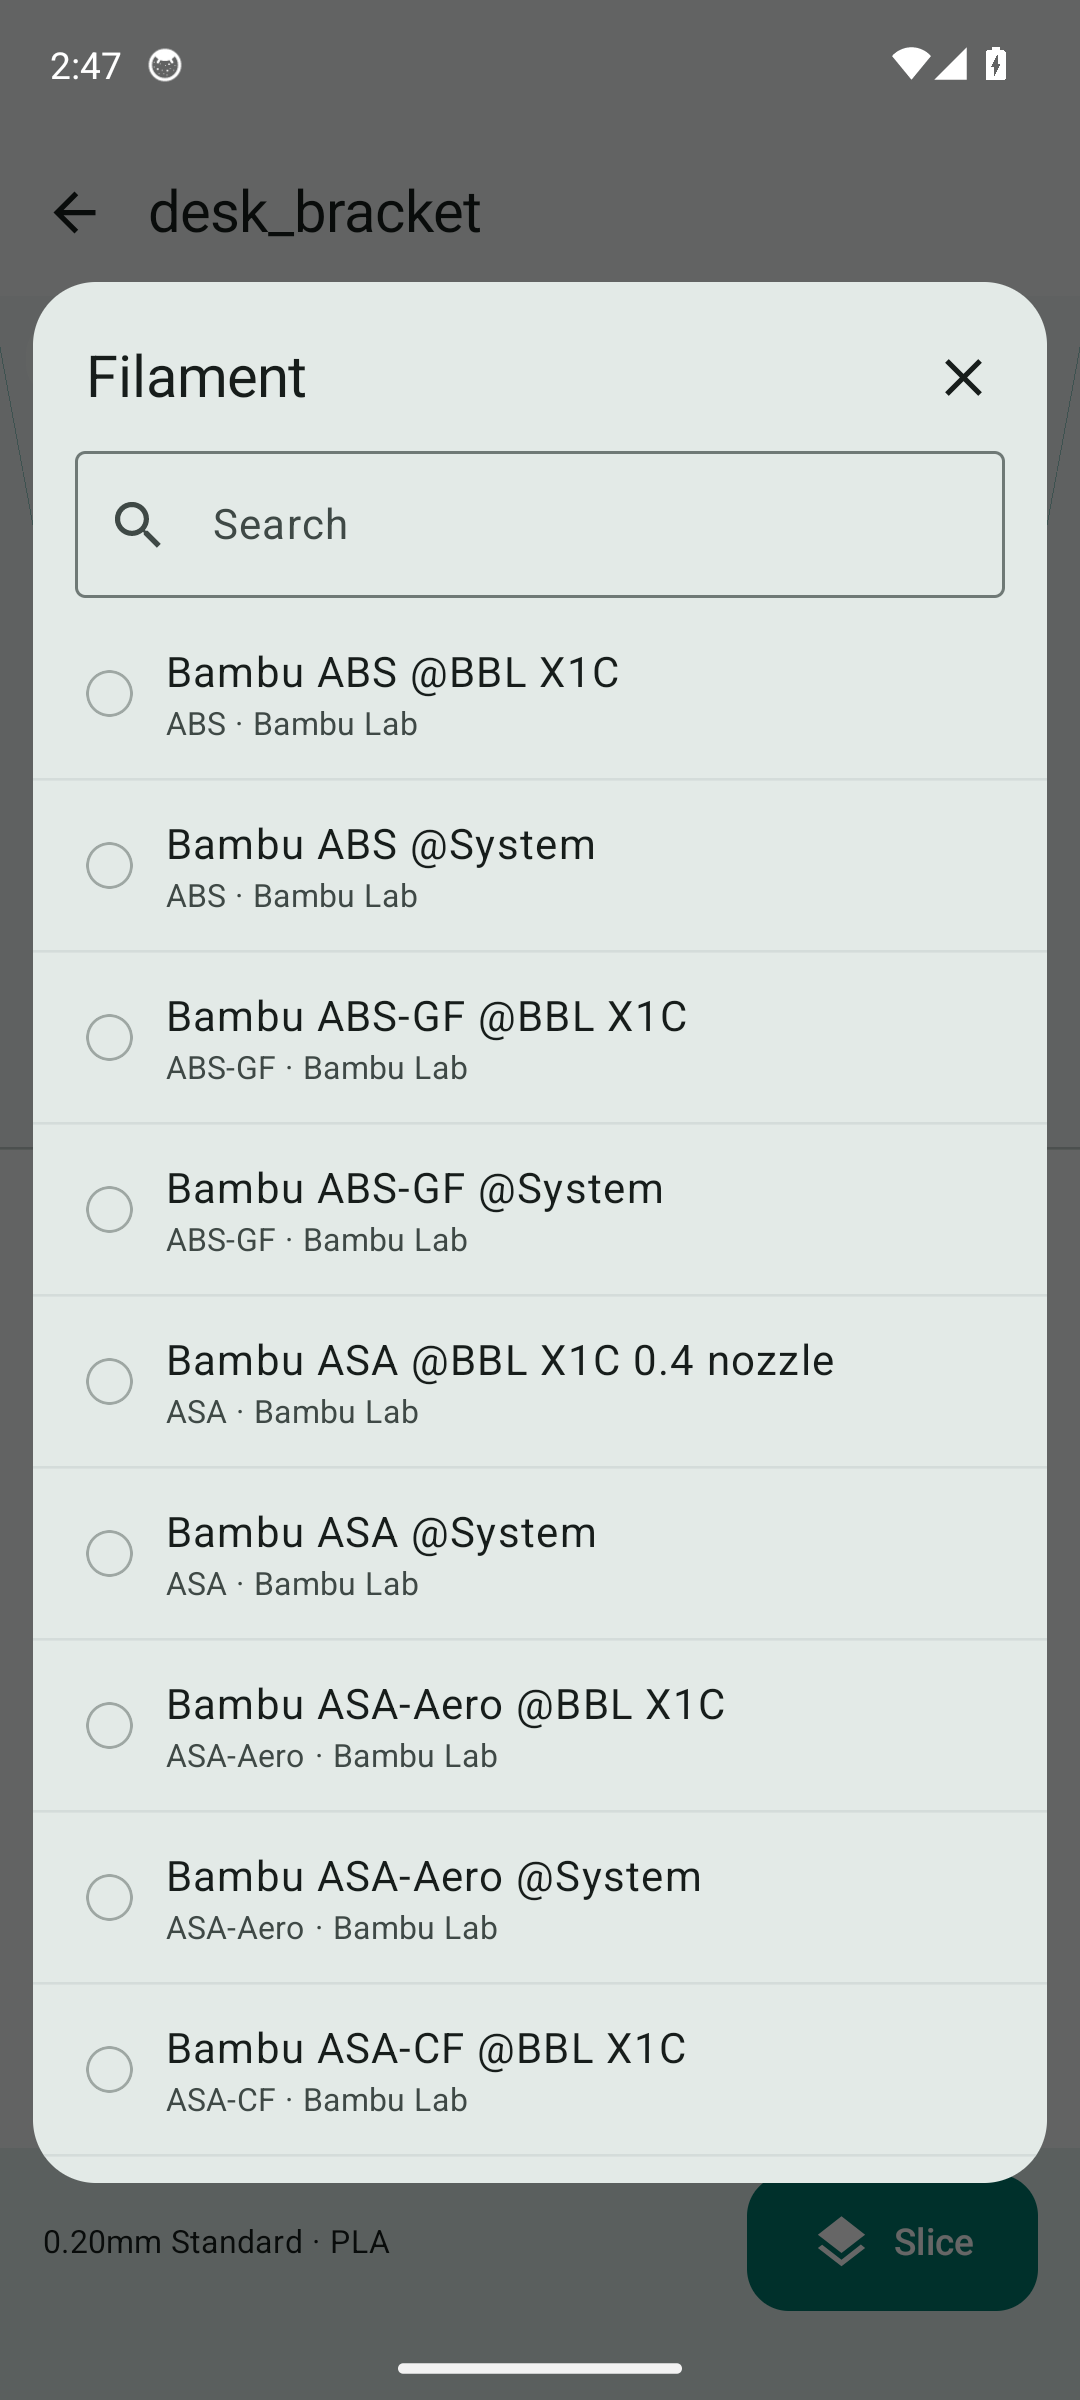 2:47
desk_bracket
Filament
Search
Bambu ABS @BBL X1C
ABS · Bambu Lab
Bambu ABS @System
ABS · Bambu Lab
Bambu ABS-GF @BBL X1C
ABS-GF · Bambu Lab
Bambu ABS-GF @System
ABS-GF · Bambu Lab
Bambu ASA @BBL X1C 0.4 nozzle
ASA · Bambu Lab
Bambu ASA @System
ASA · Bambu Lab
Bambu ASA-Aero @BBL X1C
ASA-Aero · Bambu Lab
Bambu ASA-Aero @System
ASA-Aero · Bambu Lab
Bambu ASA-CF @BBL X1C
ASA-CF · Bambu Lab
0.20mm Standard · PLA
Slice